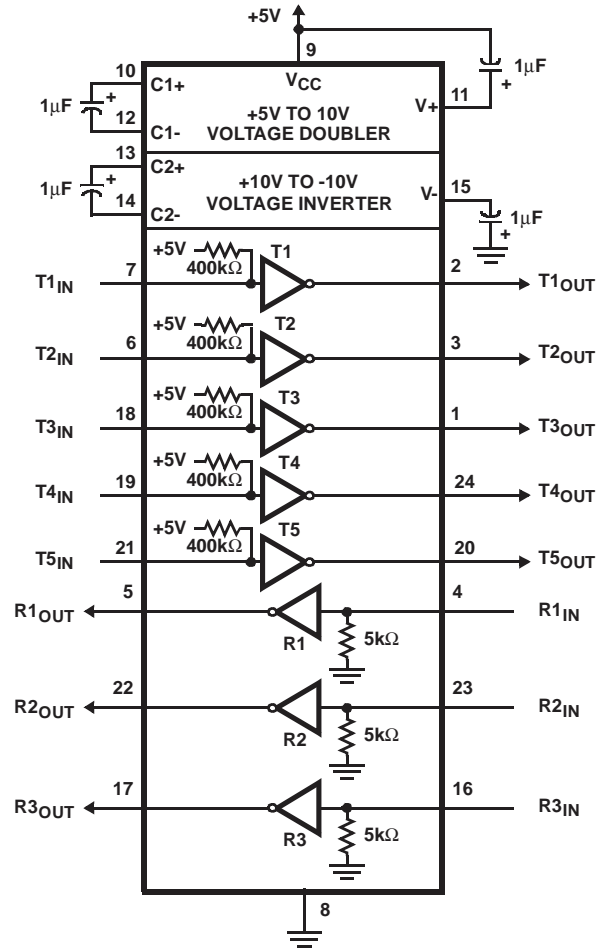 +5V
9
10
C1+
VCC
1μF
+
1μF
+
11
V+
+5V TO 10V
VOLTAGE DOUBLER
12
C1-
13
C2+
1μF
+
+10V TO -10V
VOLTAGE INVERTER
15
V-
14
C2-
1μF
+
+5V
400kΩ
T1
T1IN
7
2
T1OUT
+5V
400kΩ
T2
T2IN
6
3
T2OUT
+5V
400kΩ
T3
T3IN
18
1
T3OUT
+5V
400kΩ
T4
T4IN
19
24
T4OUT
+5V
400kΩ
T5
T5IN
21
20
T5OUT
R1OUT
5
4
R1IN
R1
5kΩ
R2OUT
22
23
R2IN
R2
5kΩ
R3OUT
17
16
R3IN
R3
5kΩ
8